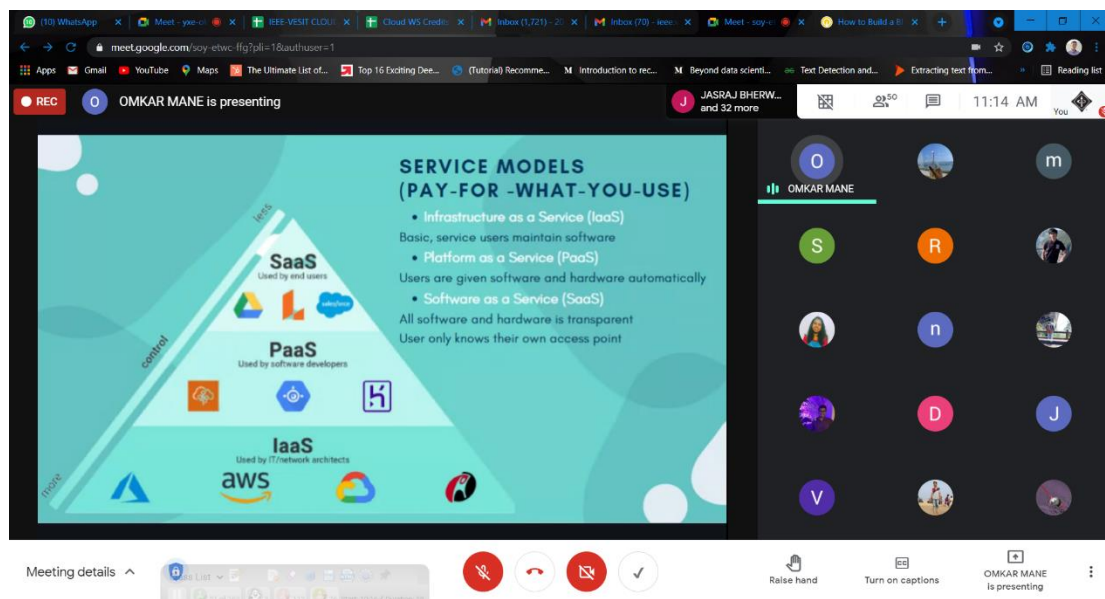 (10) WhatsApp
Meet - yxe-c
IEEE-VESIT CLOU
Cloud WS Credit
Inbox (1,721) - 20
Inbox (70) - ieee
Meet - soy-e
How to Build a B
meet.google.com/soy-etwc-ffg?pli=1&authuser=1
Apps
Gmail
YouTube
Maps
The Ultimate List of...
Top 16 Exciting Dee...
(Tutorial) Recomme...
Introduction to rec...
Beyond data scienti...
Text Detection and...
Extracting text from...
Reading list
REC
O
OMKAR MANE is presenting
J
JASRAJ BHERW...
and 32 more
50
11:14 AM
You
SERVICE MODELS
(PAY-FOR -WHAT-YOU-USE)
• Infrastructure as a Service (IaaS)
Basic, service users maintain software
• Platform as a Service (PaaS)
Users are given software and hardware automatically
• Software as a Service (SaaS)
All software and hardware is transparent
User only knows their own access point
less
control
more
SaaS
Used by end users
salesforce
PaaS
Used by software developers
IaaS
Used by IT/network architects
aws
O
OMKAR MANE
m
S
R
n
D
J
V
Meeting details
Raise hand
Turn on captions
OMKAR MANE
is presenting